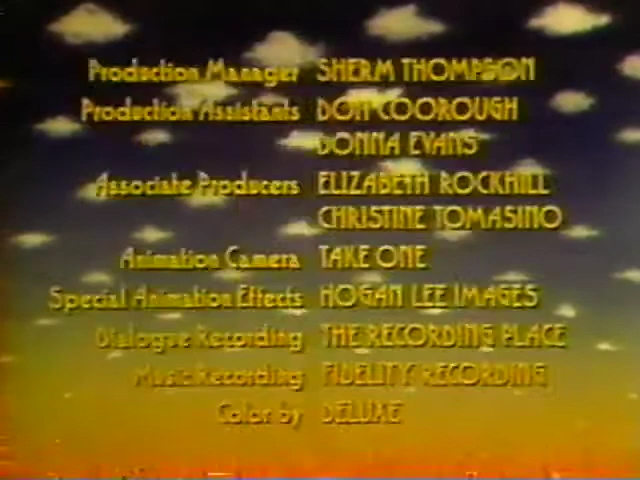 Production Manager SHERM THOMPSON
Production Assistants DON COOROUGH
DONNA EVANS
Associate Producers ELIZABETH ROCKHILL
CHRISTINE TOMASINO
Animation Camera TAKE ONE
Special Animation Effects HOGAN LEE IMAGES
Dialogue Recording THE RECORDING PLACE
Music Recording FIDELITY RECORDING
Color by DELUXE